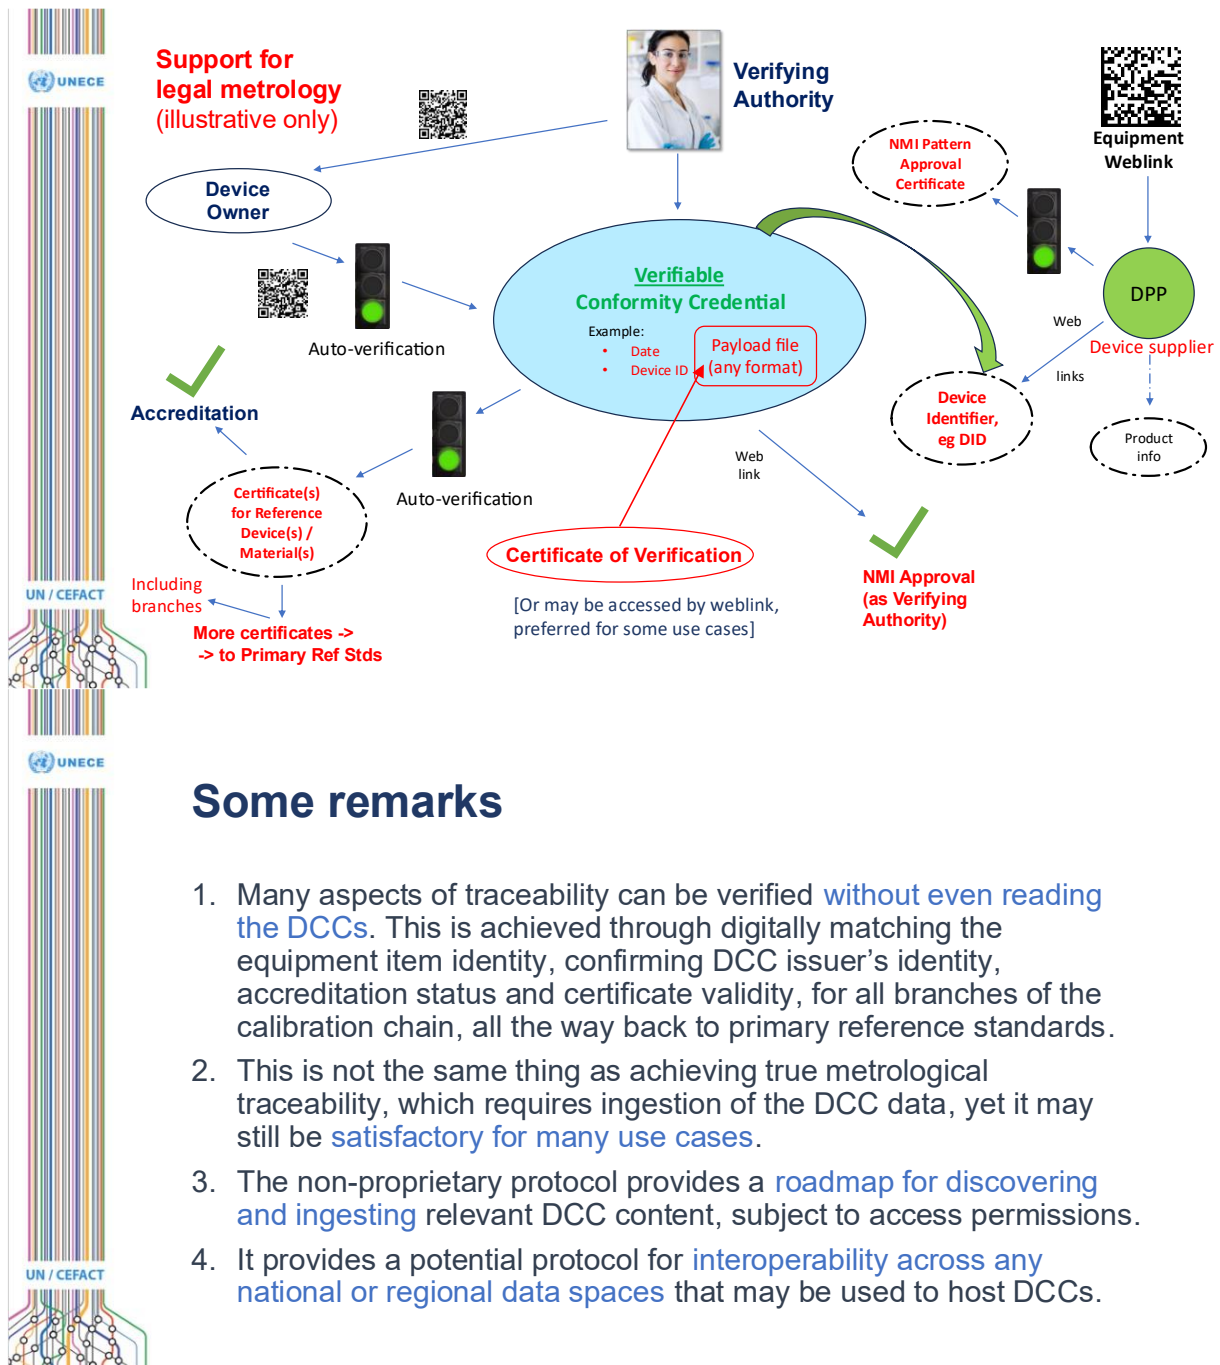 UNECE
Support for
legal metrology
(illustrative only)
Verifying
Authority
Equipment
Weblink
NMI Pattern
Approval
Certificate
Device
Owner
Verifiable
Conformity Credential
Example:
• Date
• Device ID
Payload file
(any format)
Auto-verification
DPP
Web
links
Device supplier
Accreditation
Device
Identifier,
eg DID
Product
info
Auto-verification
Web
link
Certificate(s)
for Reference
Device(s) /
Material(s)
Certificate of Verification
[Or may be accessed by weblink,
preferred for some use cases]
NMI Approval
(as Verifying
Authority)
Including
branches
More certificates ->
-> to Primary Ref Stds
UN / CEFACT
UNECE
Some remarks
1. Many aspects of traceability can be verified without even reading
the DCCs. This is achieved through digitally matching the
equipment item identity, confirming DCC issuer's identity,
accreditation status and certificate validity, for all branches of the
calibration chain, all the way back to primary reference standards.
2. This is not the same thing as achieving true metrological
traceability, which requires ingestion of the DCC data, yet it may
still be satisfactory for many use cases.
3. The non-proprietary protocol provides a roadmap for discovering
and ingesting relevant DCC content, subject to access permissions.
4. It provides a potential protocol for interoperability across any
national or regional data spaces that may be used to host DCCs.
UN / CEFACT